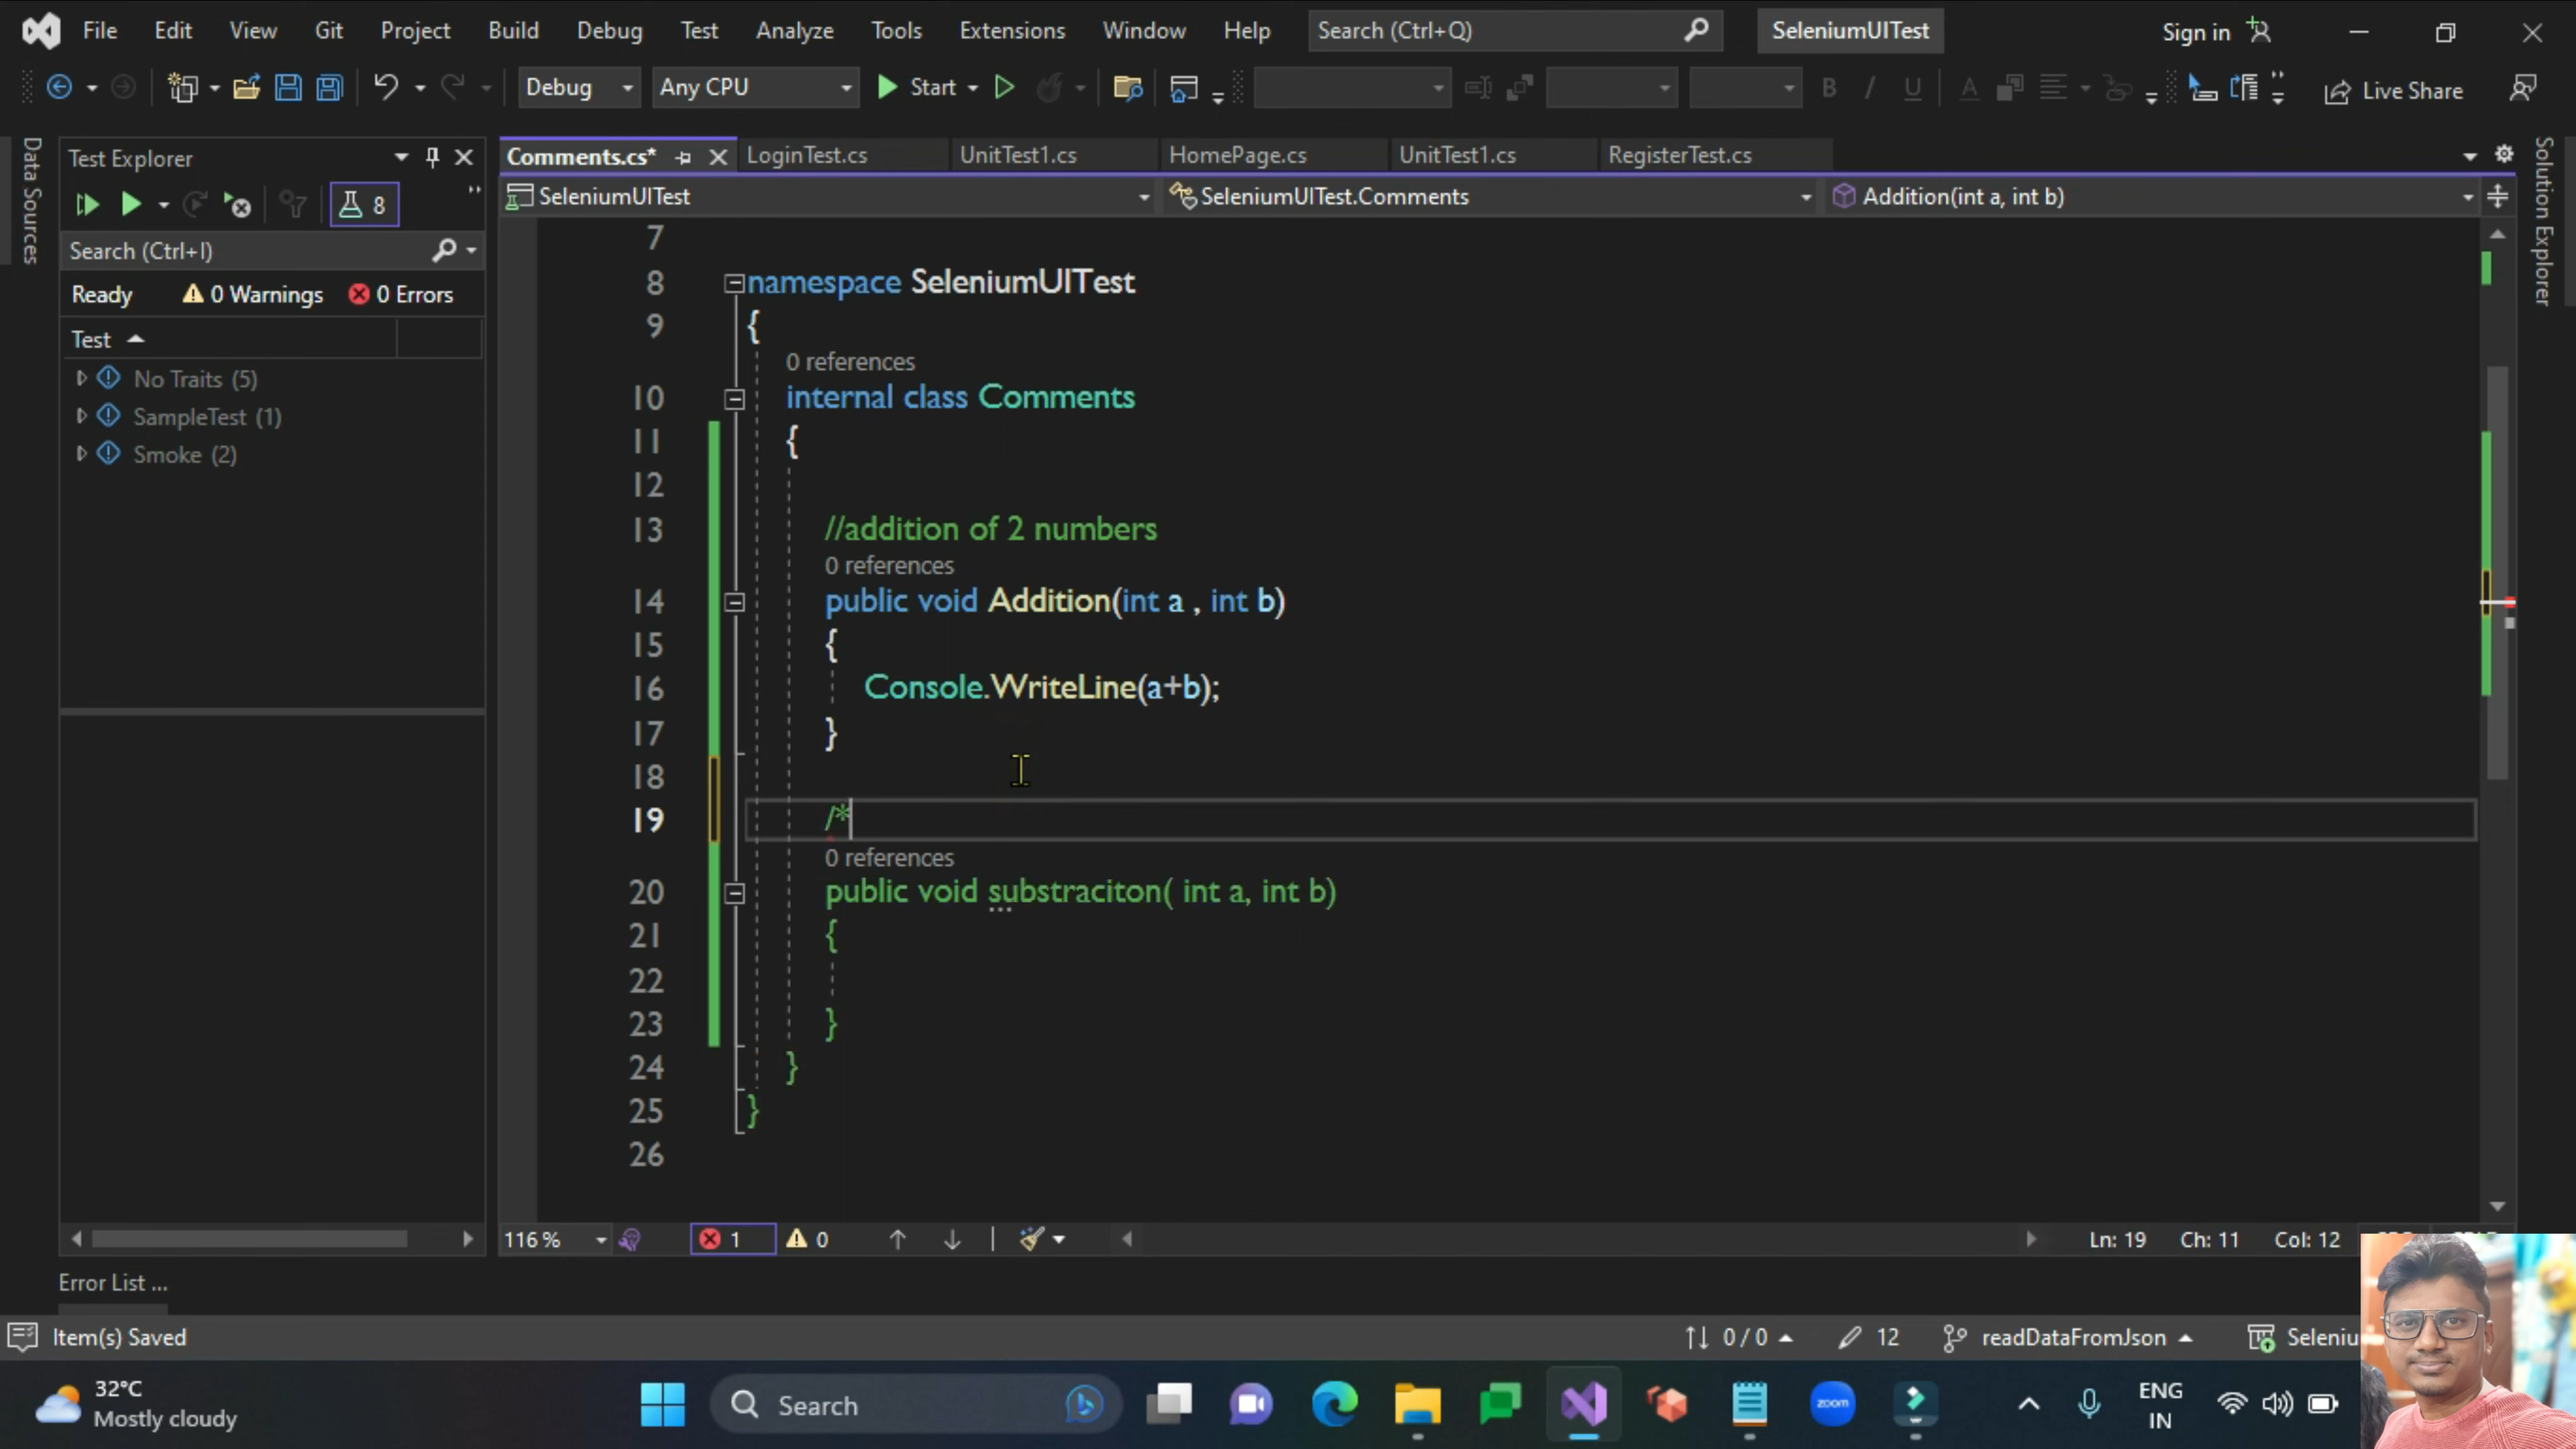 File Edit View Git Project Build Debug Test Analyze Tools Extensions Window Help Search (Ctrl+Q) SeleniumUITest Sign in
Debug Any CPU Start Live Share
Data Sources
Test Explorer
8
Search (Ctrl+I)
Ready 0 Warnings 0 Errors
Test
No Traits (5)
SampleTest (1)
Smoke (2)
Comments.cs* LoginTest.cs UnitTest1.cs HomePage.cs UnitTest1.cs RegisterTest.cs
SeleniumUITest SeleniumUITest.Comments Addition(int a, int b)
Solution Explorer
7
8 namespace SeleniumUITest
9 {
0 references
10 internal class Comments
11 {
12
13 //addition of 2 numbers
0 references
14 public void Addition(int a , int b)
15 {
16 Console.WriteLine(a+b);
17 }
18
19 /*
0 references
20 public void substraciton( int a, int b)
21 {
22
23 }
24 }
25 }
26
116 % 1 0 Ln: 19 Ch: 11 Col: 12
Error List ...
Item(s) Saved 0 / 0 12 readDataFromJson Seleniu
32°C
Mostly cloudy
Search
zoom
ENG
IN